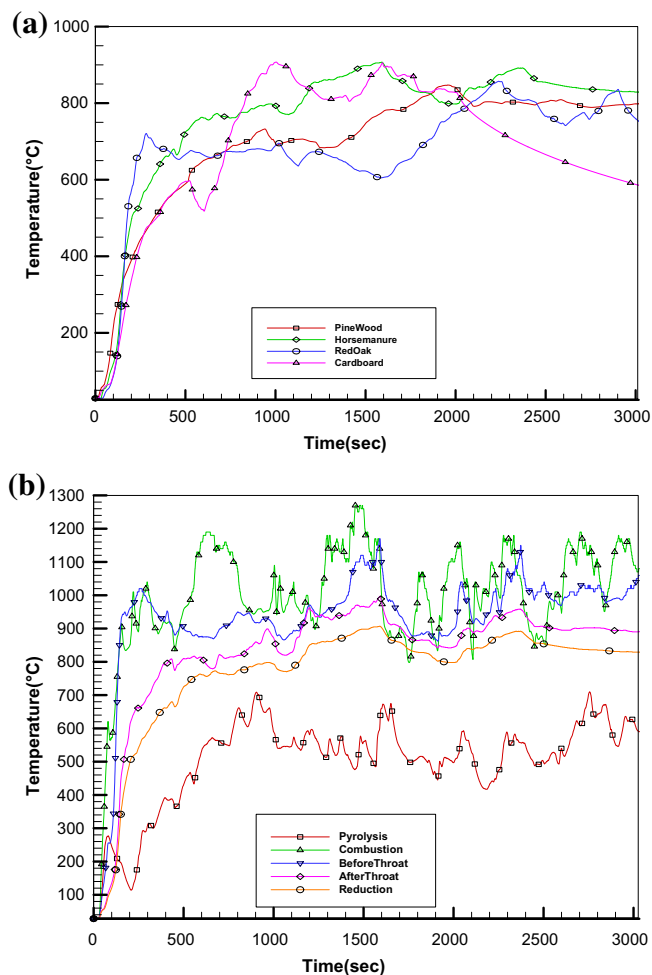 (a)
1000
800
600
400
200
Temperature(°C)
PineWood
Horsemanure
RedOak
Cardboard
0
500
1000
1500
2000
2500
3000
Time(sec)
(b)
1300
1200
1100
1000
900
800
700
600
500
400
300
200
100
Temperature(°C)
Pyrolysis
Combustion
BeforeThroat
AfterThroat
Reduction
0
500
1000
1500
2000
2500
3000
Time(sec)